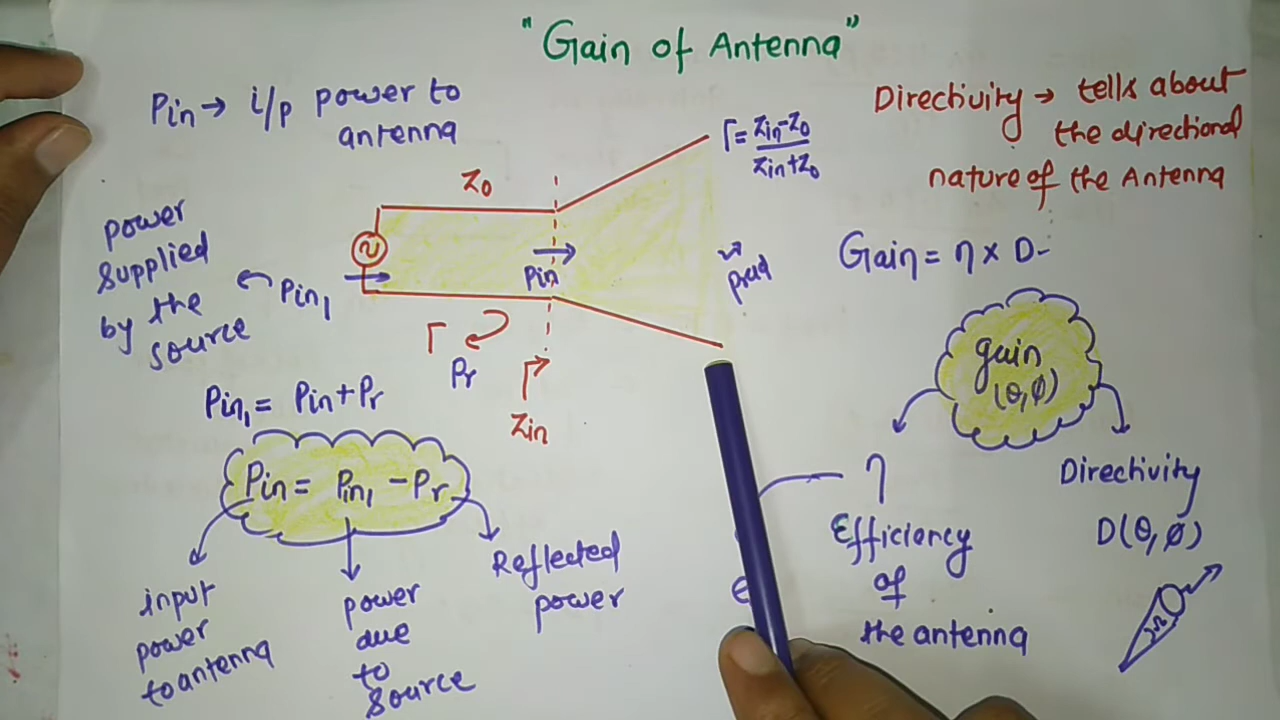 "Gain of Antenna"
Pin → i/p power to
antenna
Directivity → tells about
the directional
nature of the Antenna
Γ = Zin-Z0
Zin+Z0
Z0
power
supplied
by the
source
Pin1
Pin
Prad
Gain = η × D-
Γ
Pr
Zin
Pin1 = Pin + Pr
Pin = Pin1 - Pr
input
power
to antenna
power
due
to
source
Reflected
power
gain
(θ,ϕ)
η
Efficiency
of
the antenna
Directivity
D(θ,ϕ)